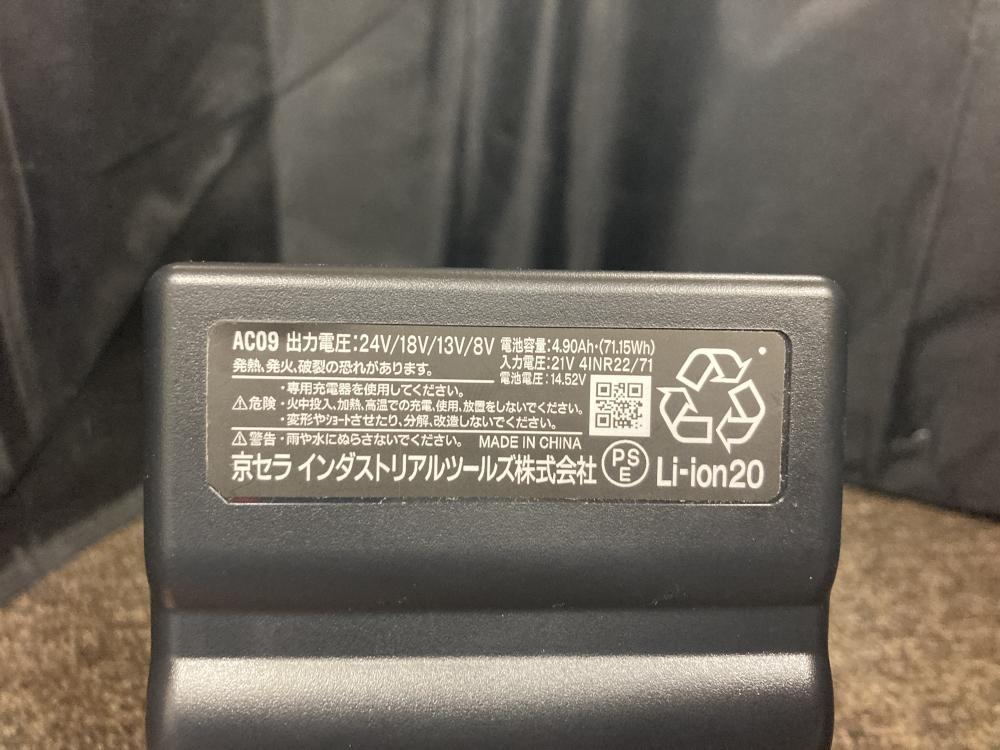 AC09 出力電圧:24V/18V/13V/8V 電池容量:4.90Ah・(71.15Wh)
発熱、発火、破裂の恐れがあります。
入力電圧:21V 4INR22/71
電池電圧:14.52V
・専用充電器を使用してください。
⚠危険・火中投入、加熱、高温での充電、使用、放置をしないでください。
・変形やショートさせたり、分解、改造しないでください。
⚠警告・雨や水にぬらさないでください。 MADE IN CHINA
京セラ インダストリアルツールズ株式会社 PSE Li-ion20